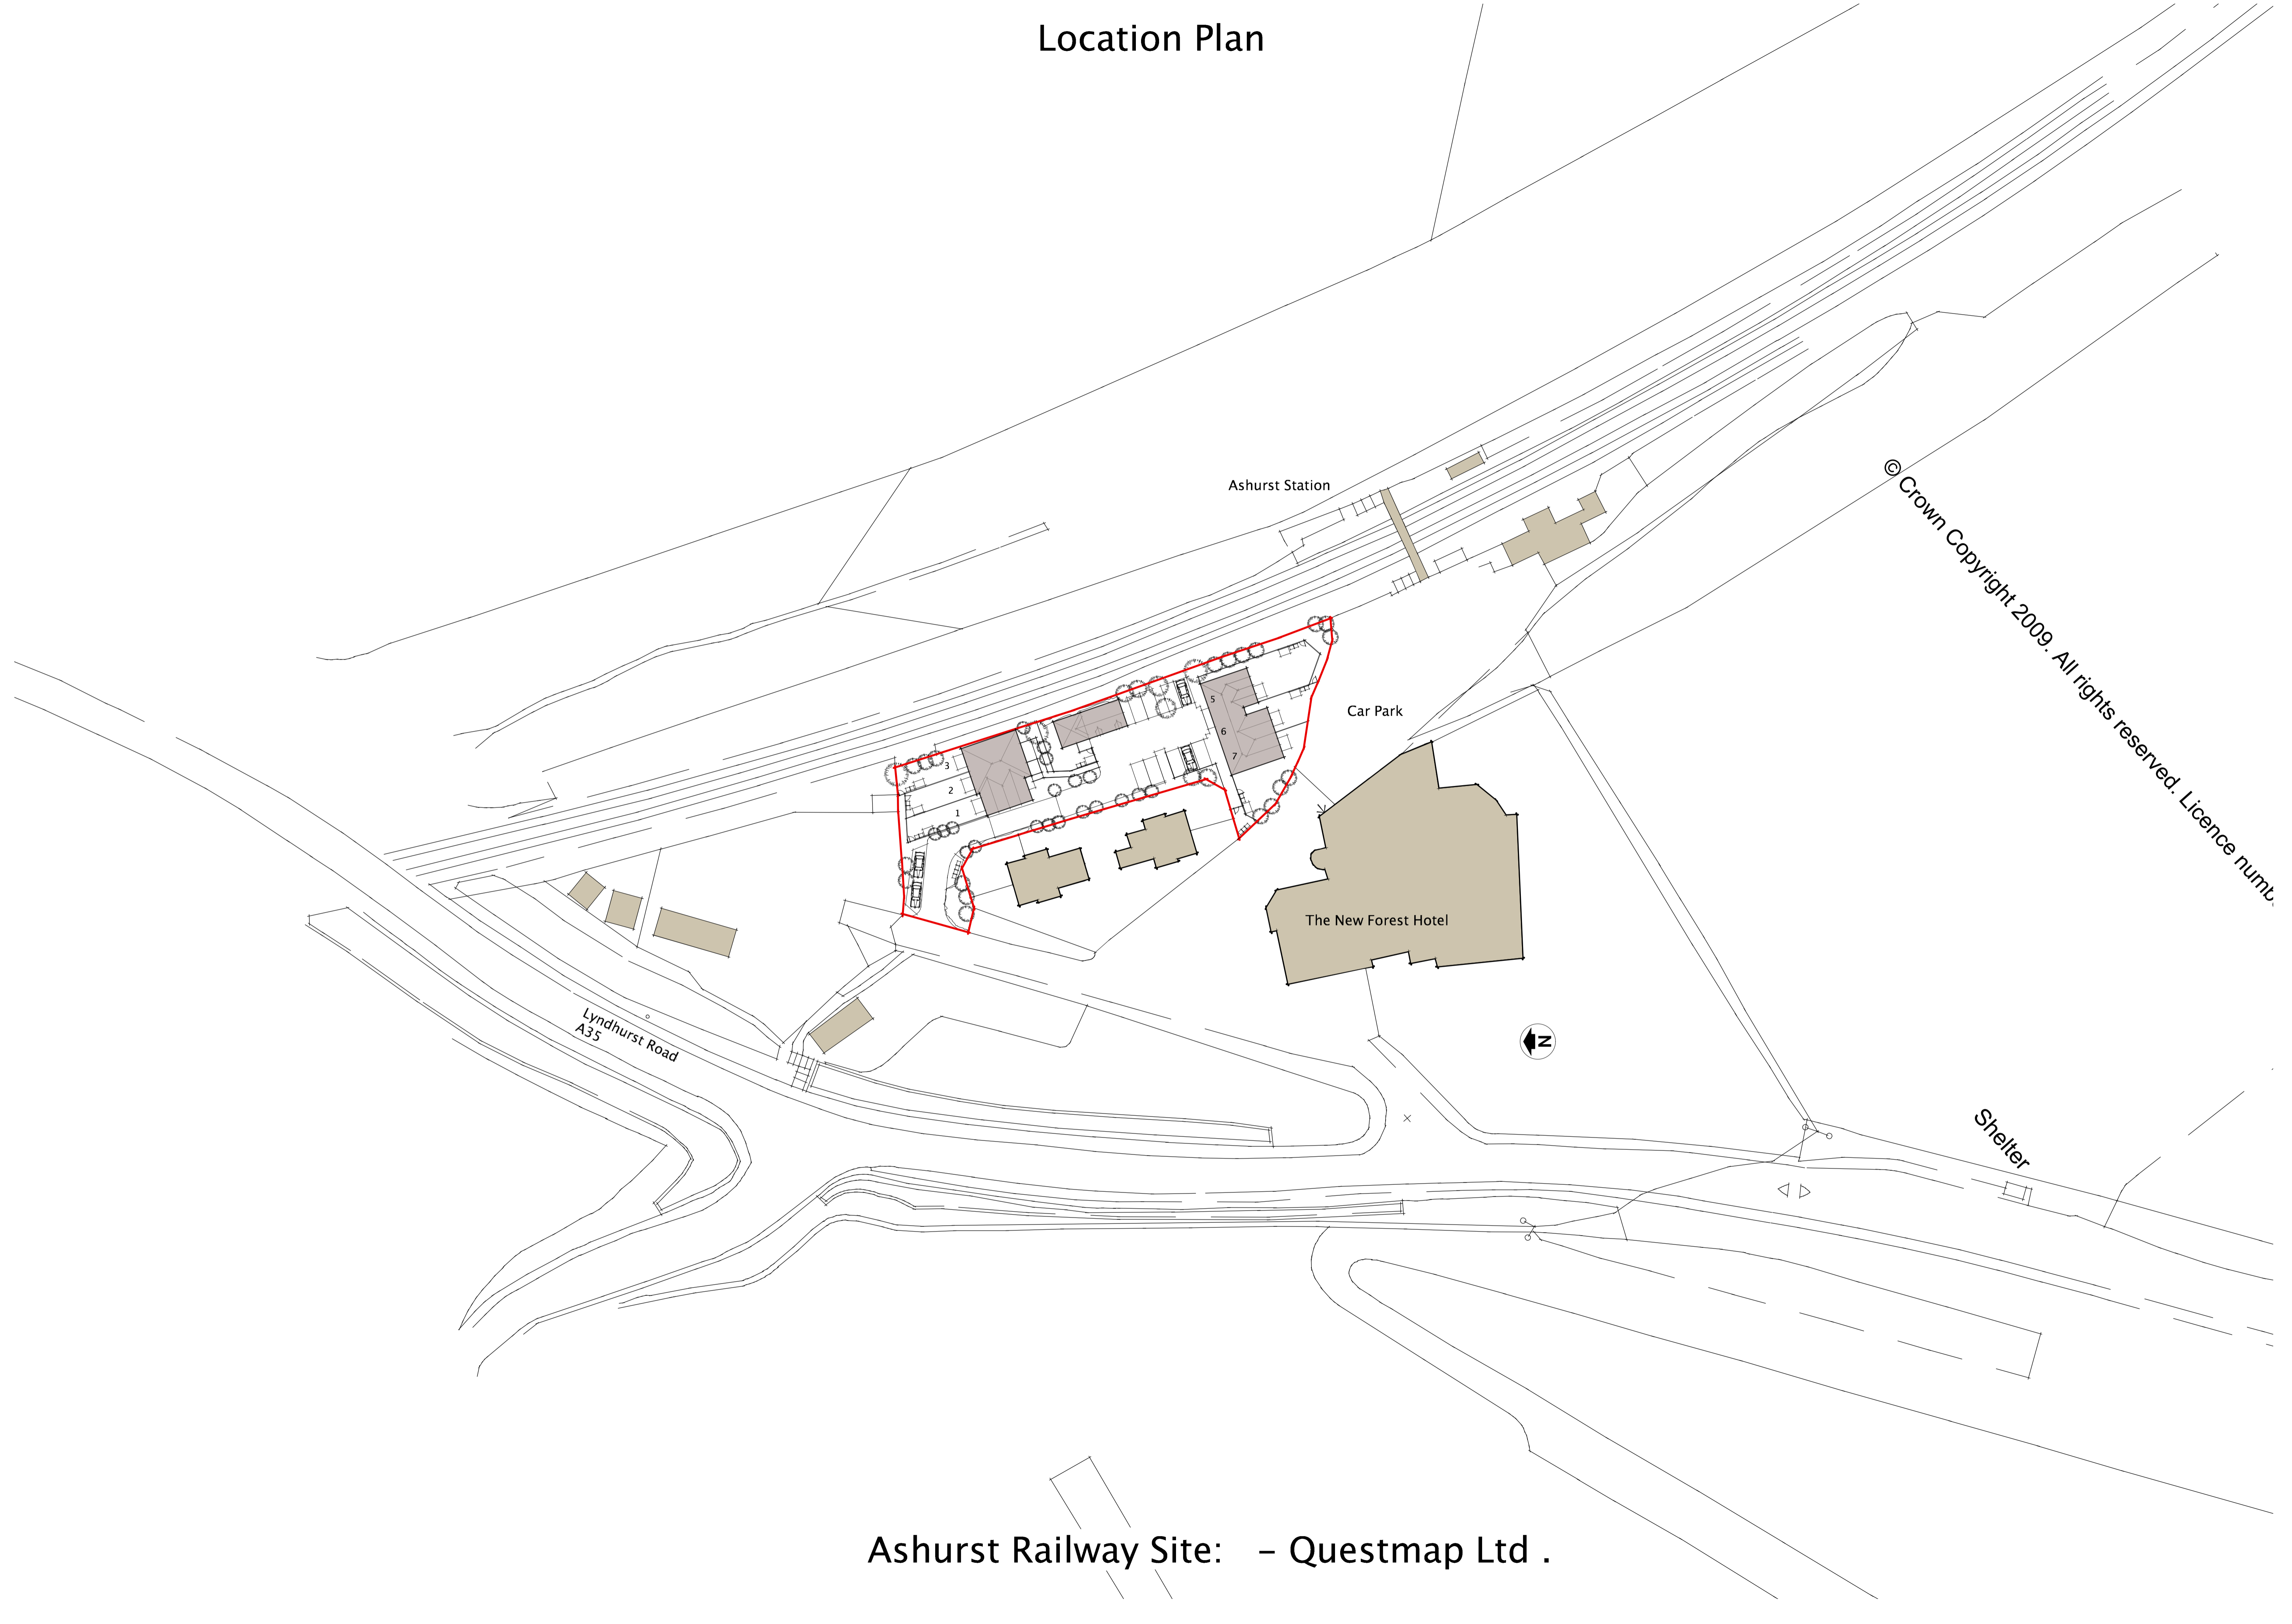 Location Plan
Ashurst Station
© Crown Copyright 2009. All rights reserved. Licence numb
Car Park
5
6
7
3
2
1
The New Forest Hotel
Lyndhurst Road
A35
N
Shelter
Ashurst Railway Site:   – Questmap Ltd .